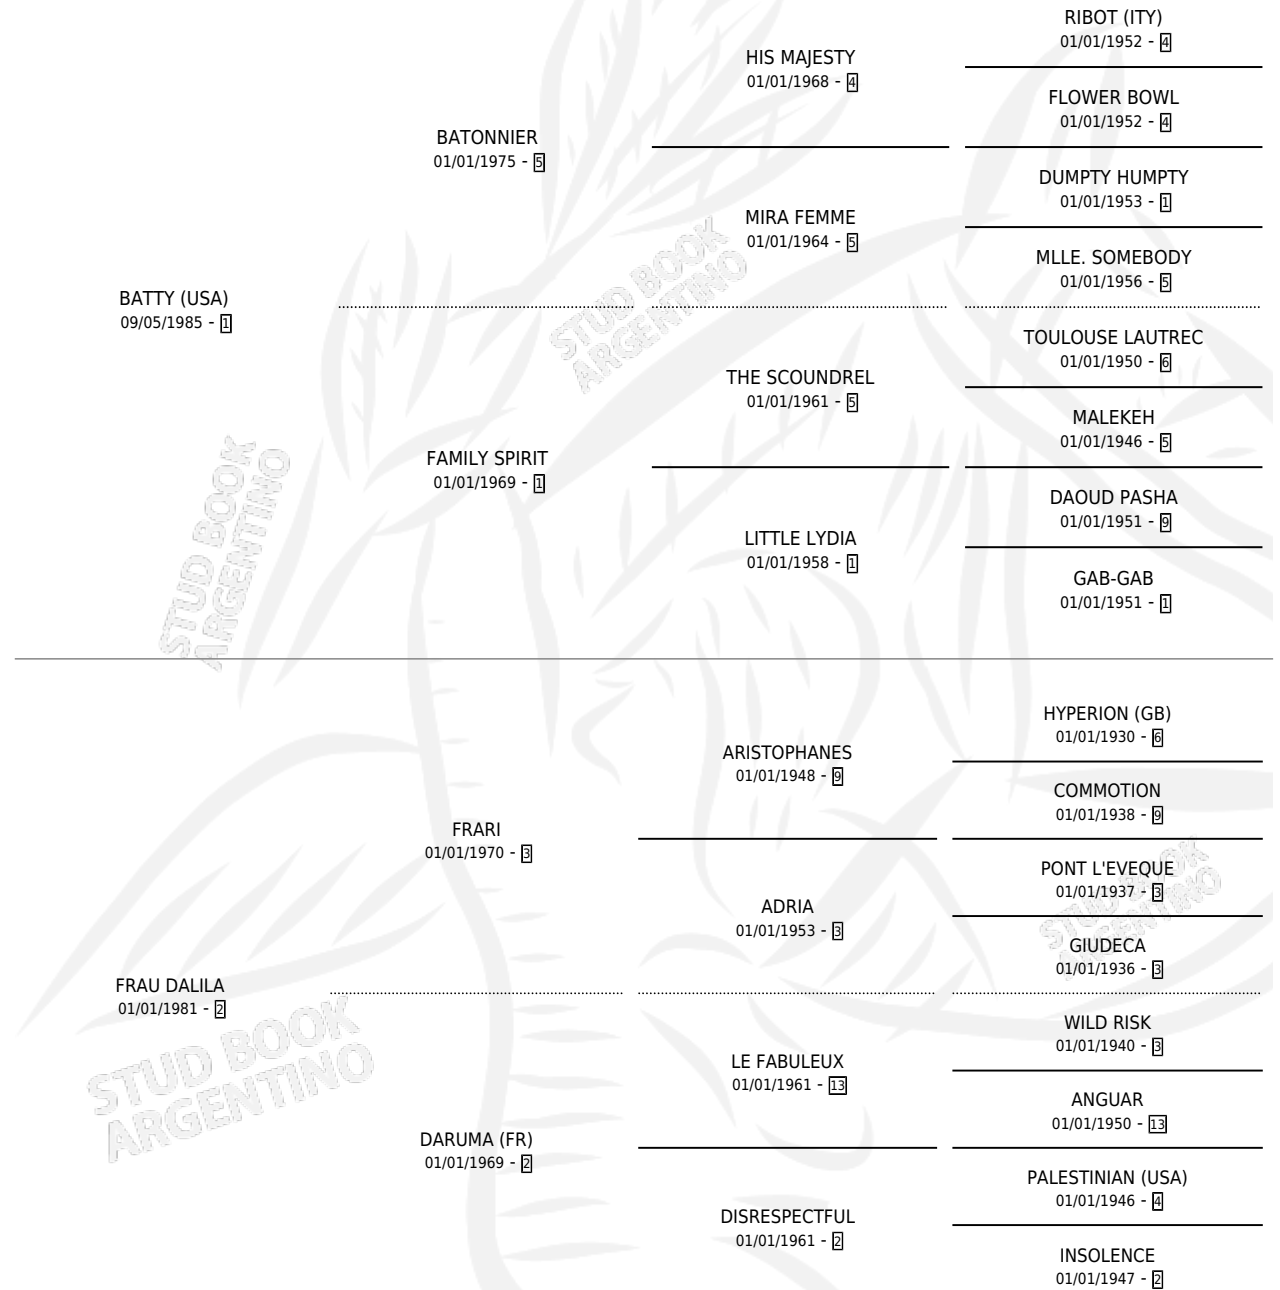 RIBOT (ITY)
01/01/1952 - 4
HIS MAJESTY
01/01/1968 - 4
FLOWER BOWL
01/01/1952 - 4
BATONNIER
01/01/1975 - 5
DUMPTY HUMPTY
01/01/1953 - 1
MIRA FEMME
01/01/1964 - 5
MLLE. SOMEBODY
01/01/1956 - 5
BATTY (USA)
09/05/1985 - 1
TOULOUSE LAUTREC
01/01/1950 - 6
THE SCOUNDREL
01/01/1961 - 5
MALEKEH
01/01/1946 - 5
FAMILY SPIRIT
01/01/1969 - 1
DAOUD PASHA
01/01/1951 - 9
LITTLE LYDIA
01/01/1958 - 1
GAB-GAB
01/01/1951 - 1
HYPERION (GB)
01/01/1930 - 6
ARISTOPHANES
01/01/1948 - 9
COMMOTION
01/01/1938 - 9
FRARI
01/01/1970 - 3
PONT L'EVEQUE
01/01/1937 - 3
ADRIA
01/01/1953 - 3
GIUDECA
01/01/1936 - 3
FRAU DALILA
01/01/1981 - 2
WILD RISK
01/01/1940 - 3
LE FABULEUX
01/01/1961 - 13
ANGUAR
01/01/1950 - 13
DARUMA (FR)
01/01/1969 - 2
PALESTINIAN (USA)
01/01/1946 - 4
DISRESPECTFUL
01/01/1961 - 2
INSOLENCE
01/01/1947 - 2
STUD BOOK
ARGENTINO
STUD BOOK
ARGENTINO
STUD BOOK
ARGENTINO
STUD BOOK
ARGENTINO